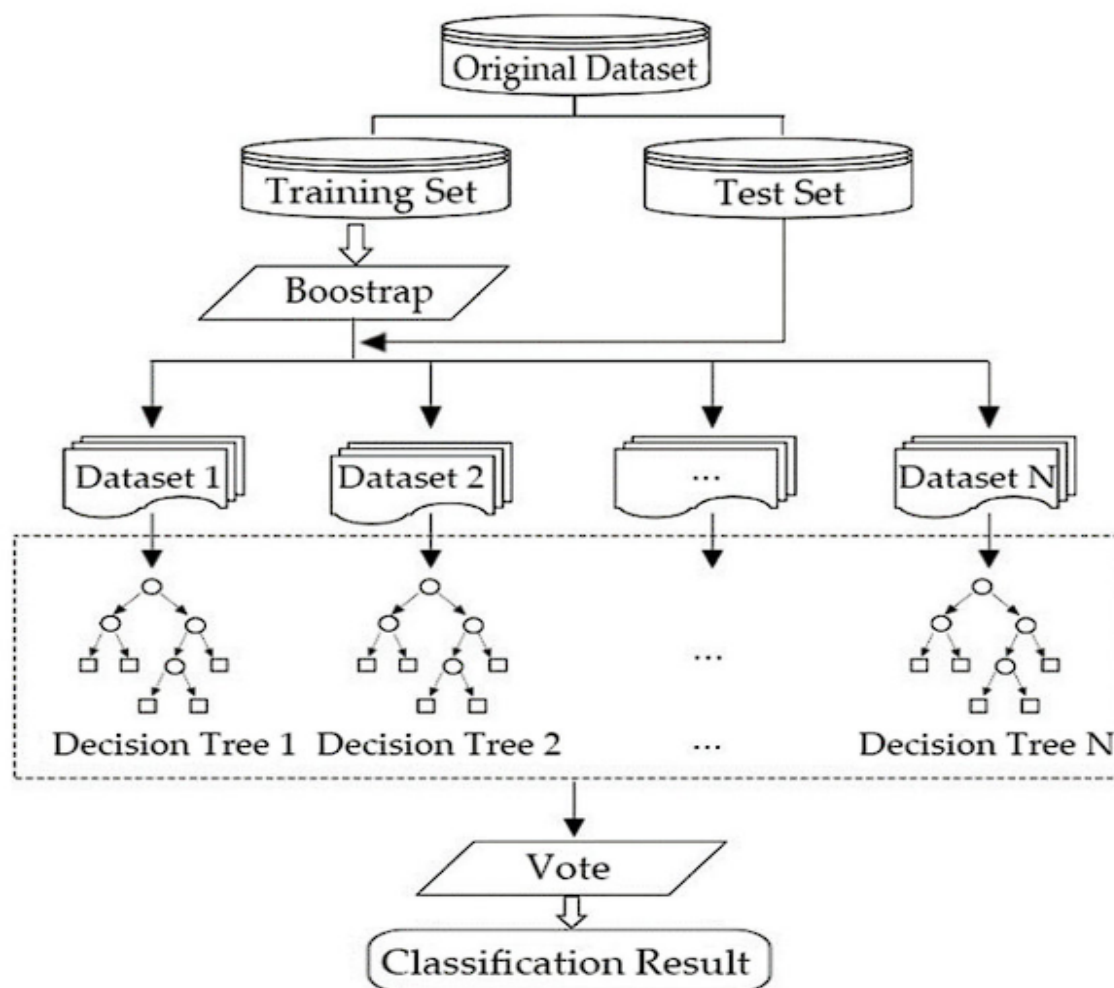 Original Dataset
Training Set
Test Set
Boostrap
Dataset 1
Dataset 2
...
Dataset N
...
Decision Tree 1
Decision Tree 2
...
Decision Tree N
Vote
Classification Result